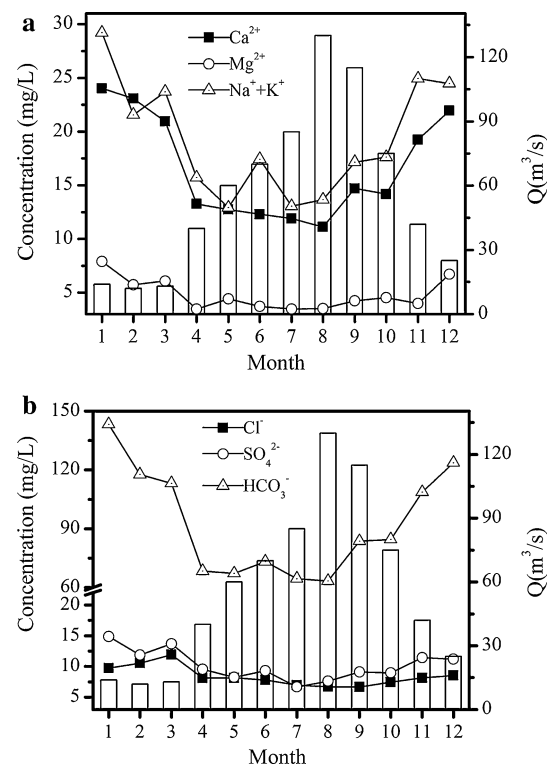 a
30
25
20
15
10
5
Concentration (mg/L)
Ca²⁺
Mg²⁺
Na⁺+K⁺
120
90
60
30
0
Q(m³/s)
1 2 3 4 5 6 7 8 9 10 11 12
Month
b
150
120
90
60
20
15
10
5
Concentration (mg/L)
Cl⁻
SO₄²⁻
HCO₃⁻
120
90
60
30
0
Q(m³/s)
1 2 3 4 5 6 7 8 9 10 11 12
Month